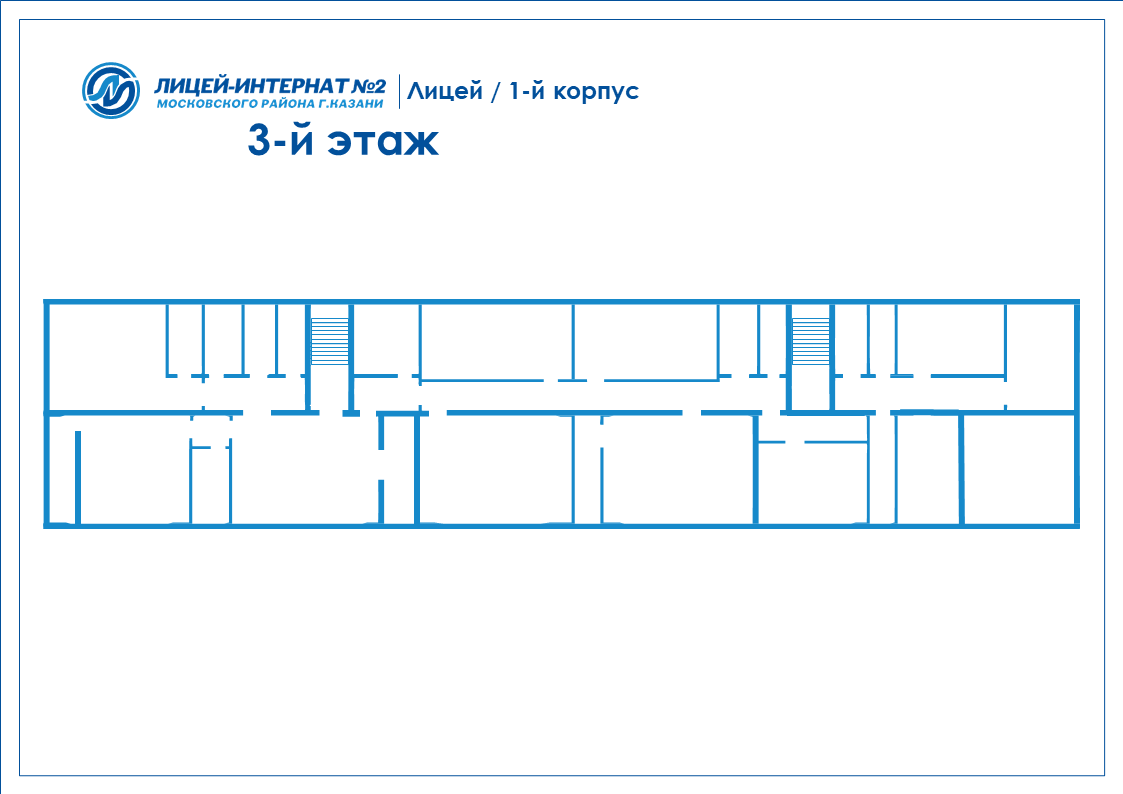 ЛИЦЕЙ-ИНТЕРНАТ №2
МОСКОВСКОГО РАЙОНА Г.КАЗАНИ
Лицей / 1-й корпус
3-й этаж